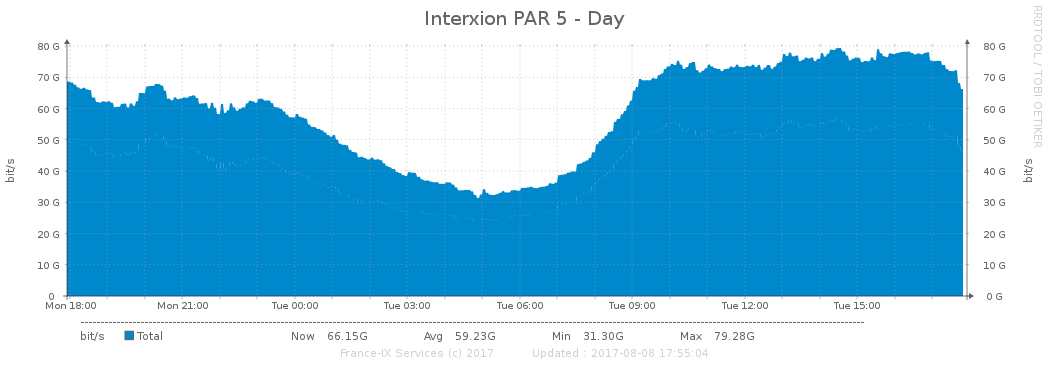 Interxion PAR 5 - Day
RRDTOOL / TOBI OETIKER
80 G 80 G
70 G 70 G
60 G 60 G
50 G 50 G
40 G 40 G
30 G 30 G
20 G 20 G
10 G 10 G
0 0 G
bit/s bit/s
Mon 18:00 Mon 21:00 Tue 00:00 Tue 03:00 Tue 06:00 Tue 09:00 Tue 12:00 Tue 15:00
bit/s Total Now 66.15G Avg 59.23G Min 31.30G Max 79.28G
France-IX Services (c) 2017 Updated : 2017-08-08 17:55:04